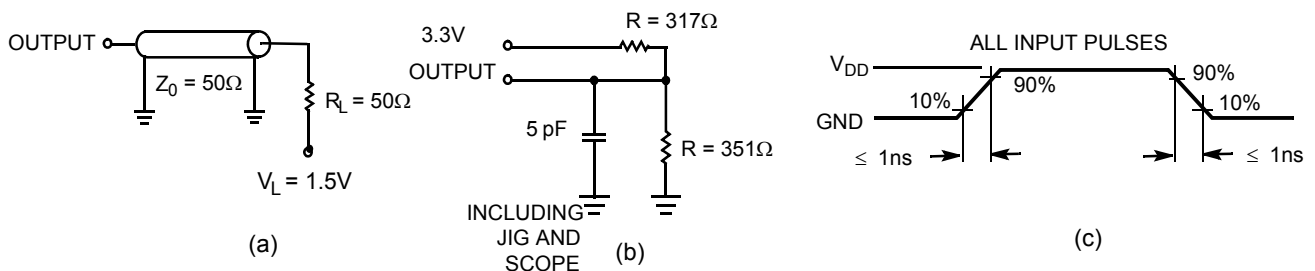 OUTPUT
Z0 = 50Ω
RL = 50Ω
VL = 1.5V
(a)
R = 317Ω
3.3V
OUTPUT
5 pF
R = 351Ω
INCLUDING
JIG AND
SCOPE
(b)
ALL INPUT PULSES
VDD
90%
90%
10%
10%
GND
≤ 1ns
≤ 1ns
(c)